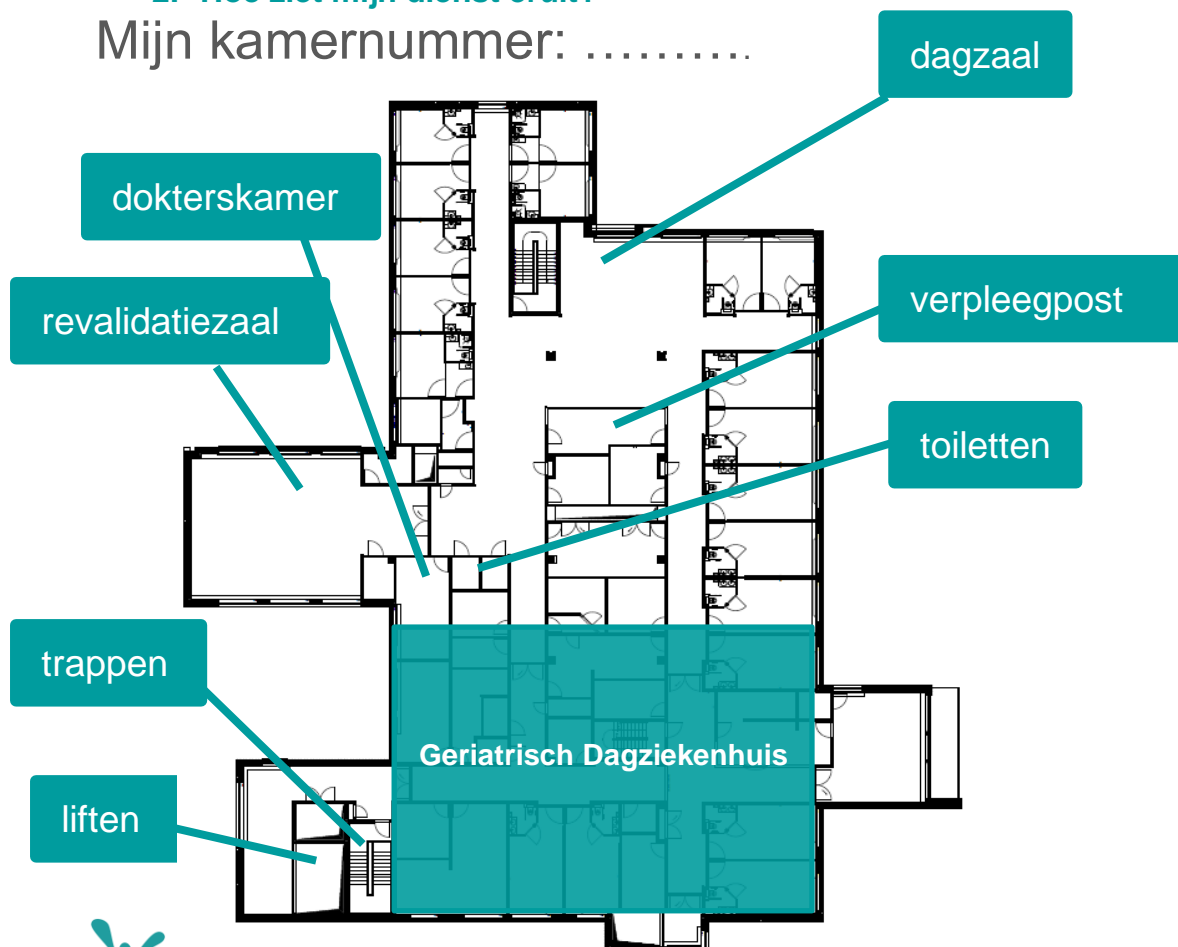 Mijn kamernummer: ……….
dagzaal
dokterskamer
verpleegpost
revalidatiezaal
toiletten
trappen
Geriatrisch Dagziekenhuis
liften